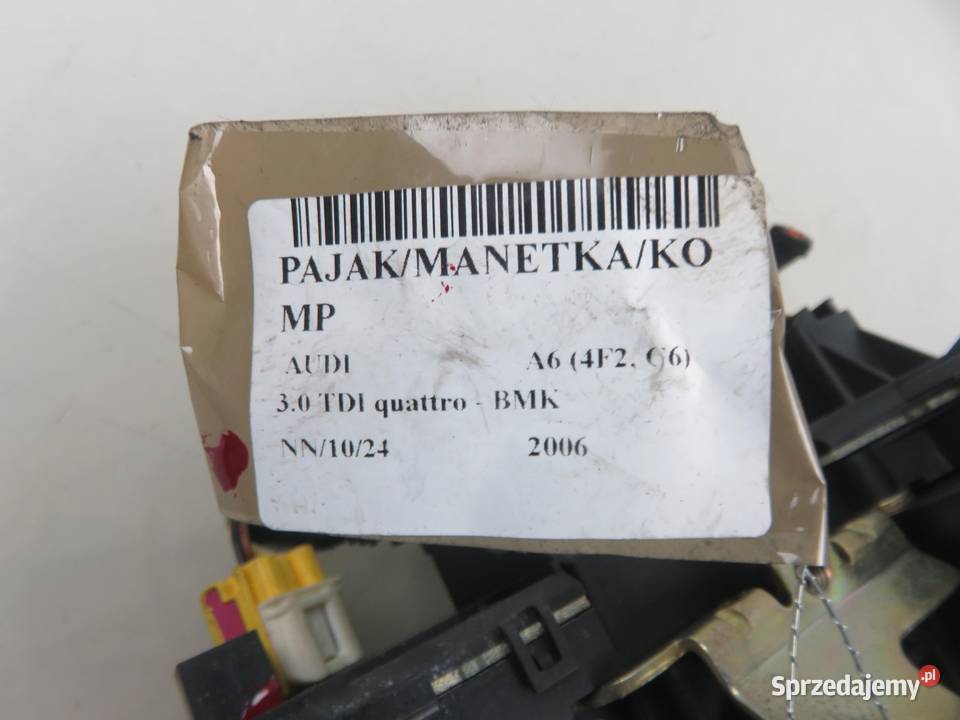 PAJAK/MANETKA/KO
MP
AUDI A6 (4F2, C6)
3.0 TDI quattro - BMK
NN/10/24 2006
Sprzedajemy.pl